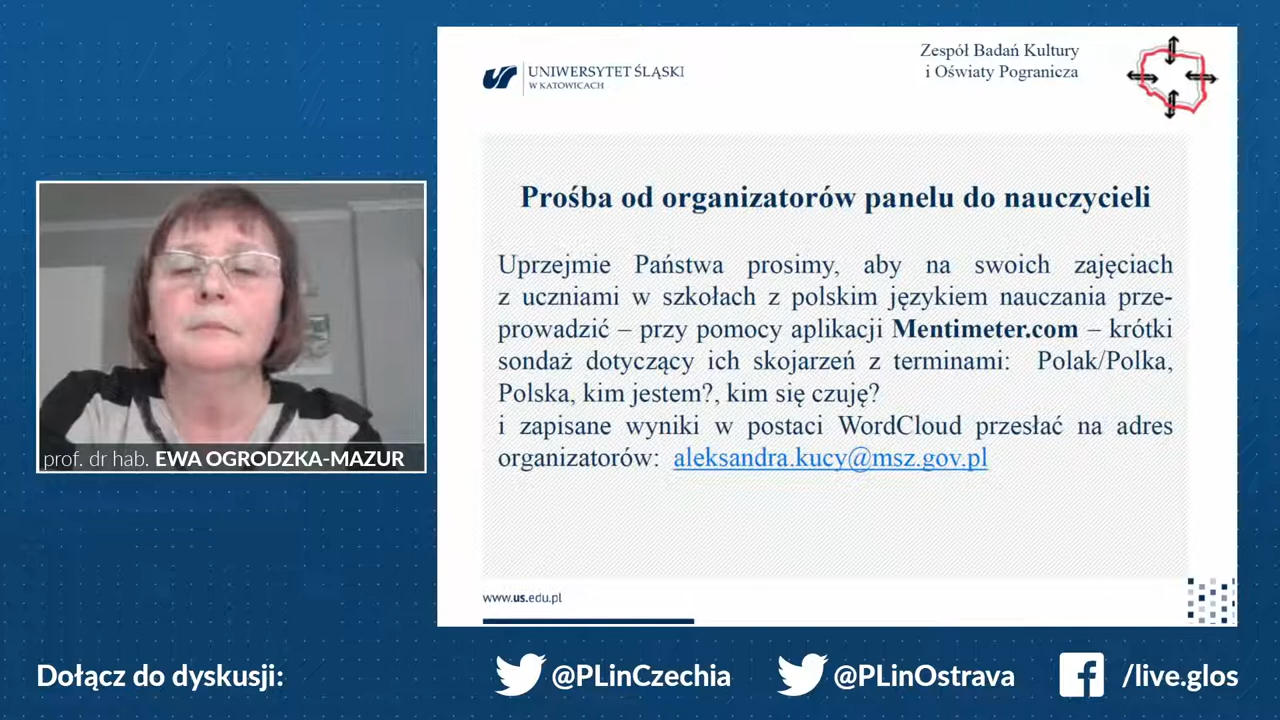 UNIWERSYTET ŚLĄSKI
W KATOWICACH
Zespół Badań Kultury
i Oświaty Pogranicza
Prośba od organizatorów panelu do nauczycieli
Uprzejmie Państwa prosimy, aby na swoich zajęciach
z uczniami w szkołach z polskim językiem nauczania prze-
prowadzić – przy pomocy aplikacji Mentimeter.com – krótki
sondaż dotyczący ich skojarzeń z terminami: Polak/Polka,
Polska, kim jestem?, kim się czuję?
i zapisane wyniki w postaci WordCloud przesłać na adres
organizatorów: aleksandra.kucy@msz.gov.pl
www.us.edu.pl
prof. dr hab. EWA OGRODZKA-MAZUR
Dołącz do dyskusji:
@PLinCzechia
@PLinOstrava
/live.glos